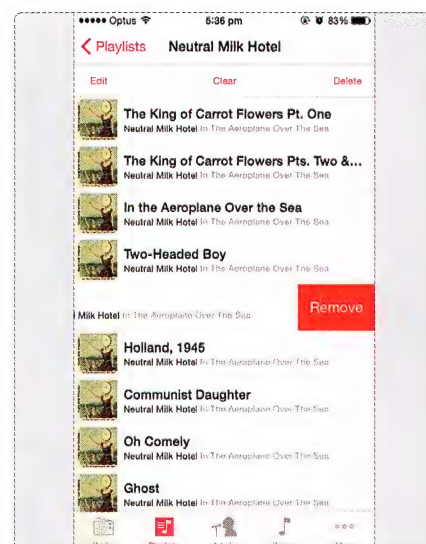 Optus 5:36 pm 83%
Playlists Neutral Milk Hotel
Edit Clear Delete
The King of Carrot Flowers Pt. One
Neutral Milk Hotel In The Aeroplane Over The Sea
The King of Carrot Flowers Pts. Two &...
Neutral Milk Hotel In The Aeroplane Over The Sea
In the Aeroplane Over the Sea
Neutral Milk Hotel In The Aeroplane Over The Sea
Two-Headed Boy
Neutral Milk Hotel In The Aeroplane Over The Sea
Milk Hotel In The Aeroplane Over The Sea Remove
Holland, 1945
Neutral Milk Hotel In The Aeroplane Over The Sea
Communist Daughter
Neutral Milk Hotel In The Aeroplane Over The Sea
Oh Comely
Neutral Milk Hotel In The Aeroplane Over The Sea
Ghost
Neutral Milk Hotel In The Aeroplane Over The Sea